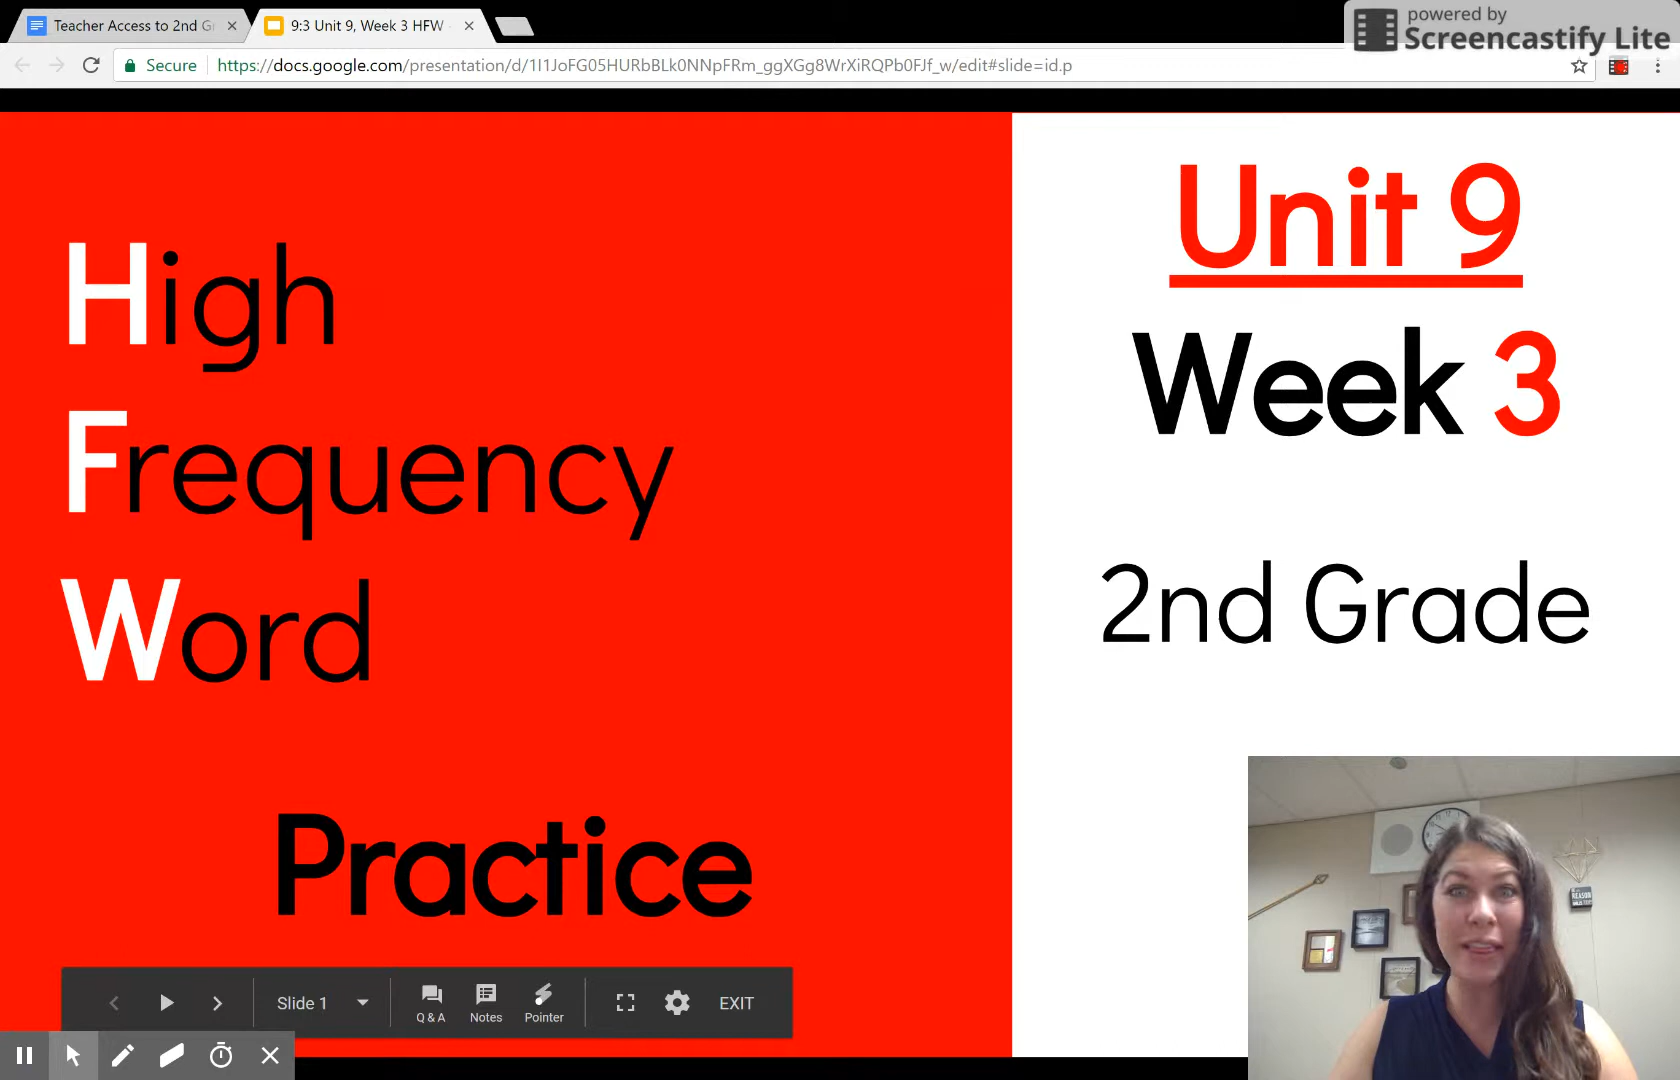 Teacher Access to 2nd Gr
9:3 Unit 9, Week 3 HFW
powered by
Screencastify Lite
Secure
https://docs.google.com/presentation/d/1I1JoFG05HURbBLk0NNpFRm_ggXGg8WrXiRQPb0FJf_w/edit#slide=id.p
High
Frequency
Word
Practice
Unit 9
Week 3
2nd Grade
REASON
Slide 1
Q & A
Notes
Pointer
EXIT